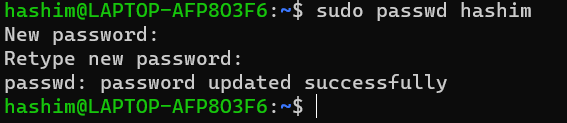 hashim@LAPTOP-AFP8O3F6:~$ sudo passwd hashim
New password:
Retype new password:
passwd: password updated successfully
hashim@LAPTOP-AFP8O3F6:~$